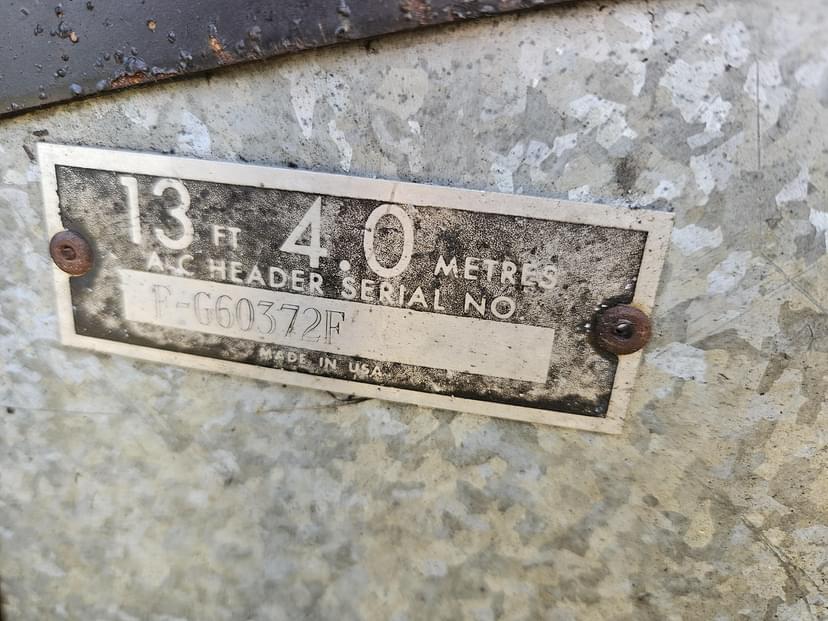 13 FT 4.0 METRES
A-C HEADER SERIAL NO
F-G60372F
MADE IN USA